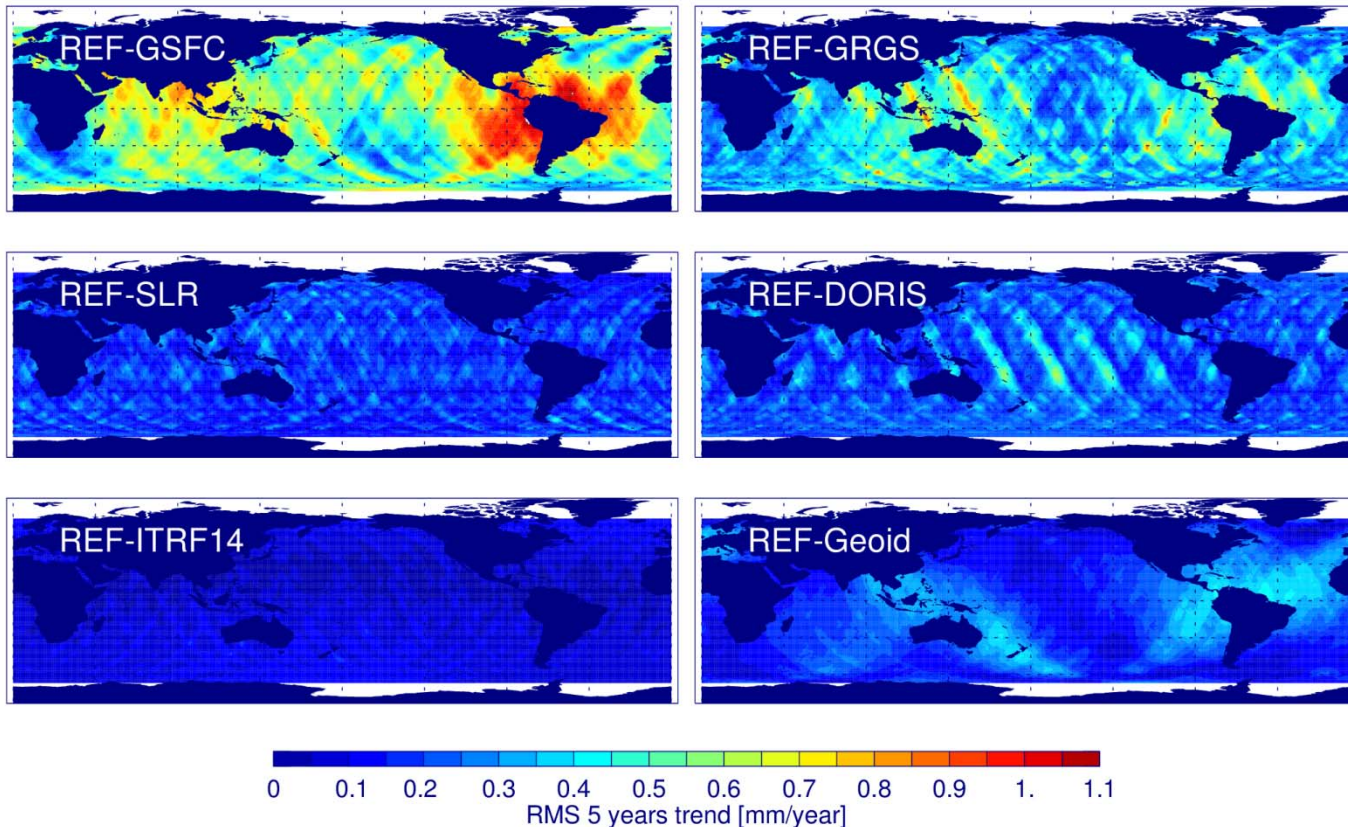 REF-GSFC
REF-GRGS
REF-SLR
REF-DORIS
REF-ITRF14
REF-Geoid
0 0.1 0.2 0.3 0.4 0.5 0.6 0.7 0.8 0.9 1. 1.1
RMS 5 years trend [mm/year]